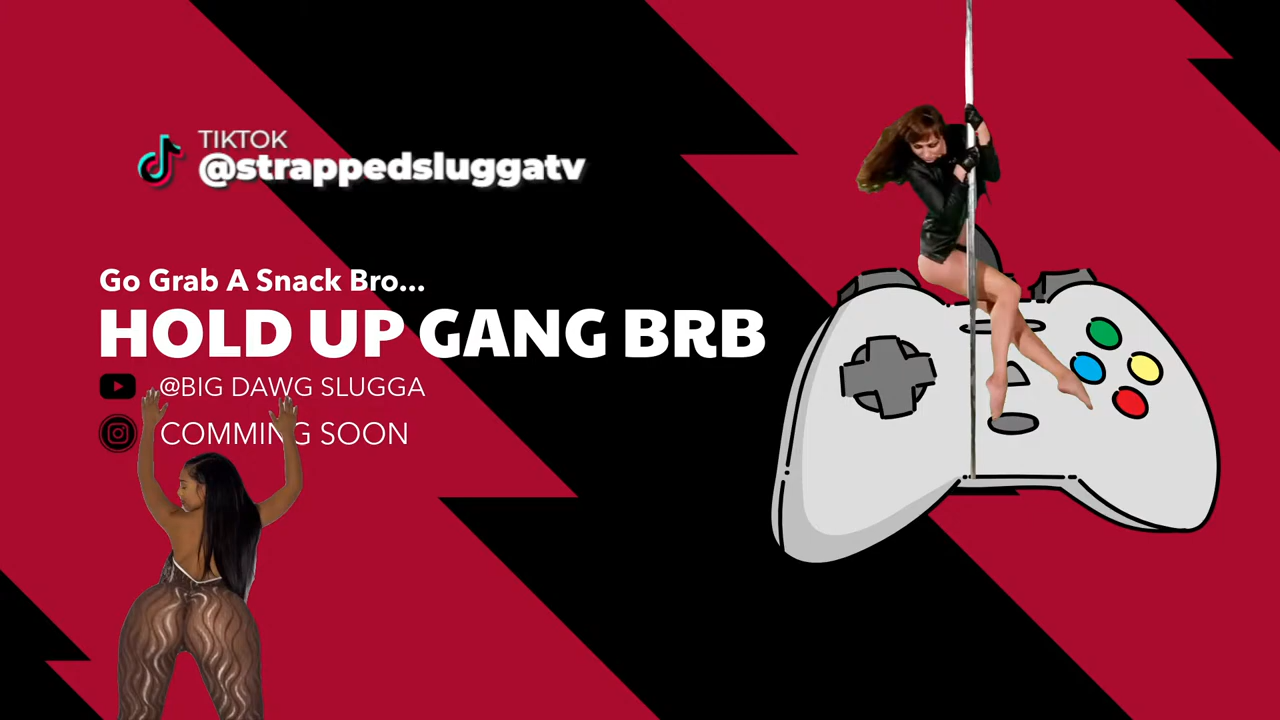 TIKTOK
@strappedsluggatv
Go Grab A Snack Bro...
HOLD UP GANG BRB
@BIG DAWG SLUGGA
COMMING SOON